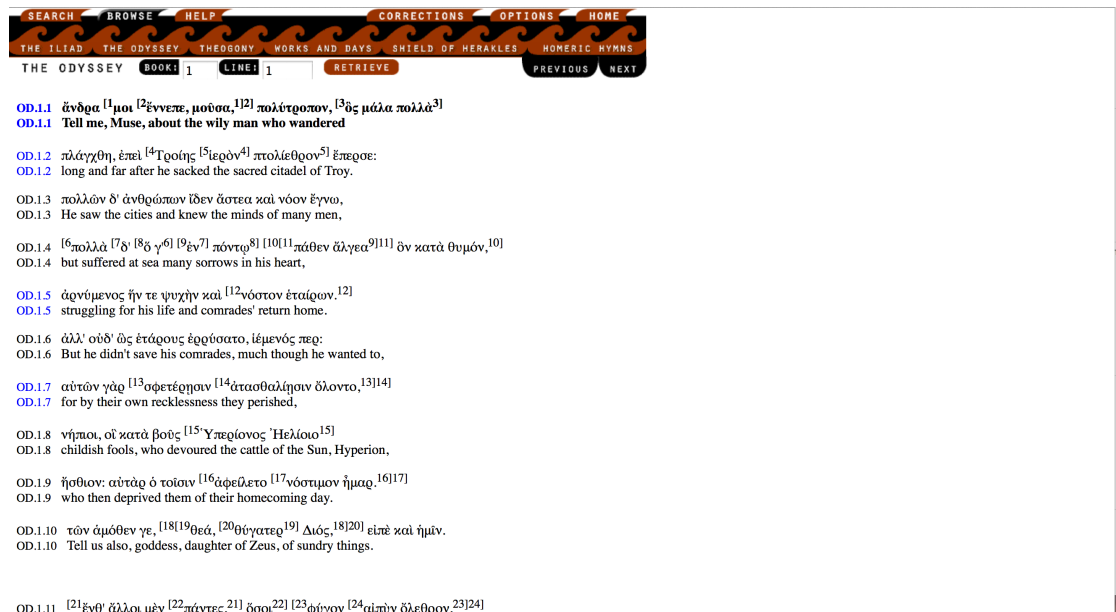 SEARCH BROWSE HELP CORRECTIONS OPTIONS HOME
THE ILIAD THE ODYSSEY THEOGONY WORKS AND DAYS SHIELD OF HERAKLES HOMERIC HYMNS
THE ODYSSEY BOOK: 1 LINE: 1 RETRIEVE PREVIOUS NEXT
OD.1.1 ἄνδρα [1μοι [2ἔννεπε, μοῦσα,1]2] πολύτροπον, [3ὃς μάλα πολλὰ3]
OD.1.1 Tell me, Muse, about the wily man who wandered
OD.1.2 πλάγχθη, ἐπεὶ [4Τροίης [5ἱερὸν4] πτολίεθρον5] ἔπερσε:
OD.1.2 long and far after he sacked the sacred citadel of Troy.
OD.1.3 πολλῶν δ' ἀνθρώπων ἴδεν ἄστεα καὶ νόον ἔγνω,
OD.1.3 He saw the cities and knew the minds of many men,
OD.1.4 [6πολλὰ [7δ' [8ὅ γ'6] [9ἐν7] πόντῳ8] [10[11πάθεν ἄλγεα9]11] ὃν κατὰ θυμόν,10]
OD.1.4 but suffered at sea many sorrows in his heart,
OD.1.5 ἀρνύμενος ἥν τε ψυχὴν καὶ [12νόστον ἑταίρων.12]
OD.1.5 struggling for his life and comrades' return home.
OD.1.6 ἀλλ' οὐδ' ὣς ἑτάρους ἐρρύσατο, ἱέμενός περ:
OD.1.6 But he didn't save his comrades, much though he wanted to,
OD.1.7 αὐτῶν γὰρ [13σφετέρῃσιν [14ἀτασθαλίῃσιν ὄλοντο,13]14]
OD.1.7 for by their own recklessness they perished,
OD.1.8 νήπιοι, οἳ κατὰ βοῦς [15Ὑπερίονος Ἠελίοιο15]
OD.1.8 childish fools, who devoured the cattle of the Sun, Hyperion,
OD.1.9 ἤσθιον: αὐτὰρ ὁ τοῖσιν [16ἀφείλετο [17νόστιμον ἦμαρ.16]17]
OD.1.9 who then deprived them of their homecoming day.
OD.1.10 τῶν ἁμόθεν γε, [18[19θεά, [20θύγατερ19] Διός,18]20] εἰπὲ καὶ ἡμῖν.
OD.1.10 Tell us also, goddess, daughter of Zeus, of sundry things.
OD.1.11 [21ἔνθ' ἄλλοι μὲν [22πάντες,21] ὅσοι22] [23φύγον [24αἰπὺν ὄλεθρον,23]24]